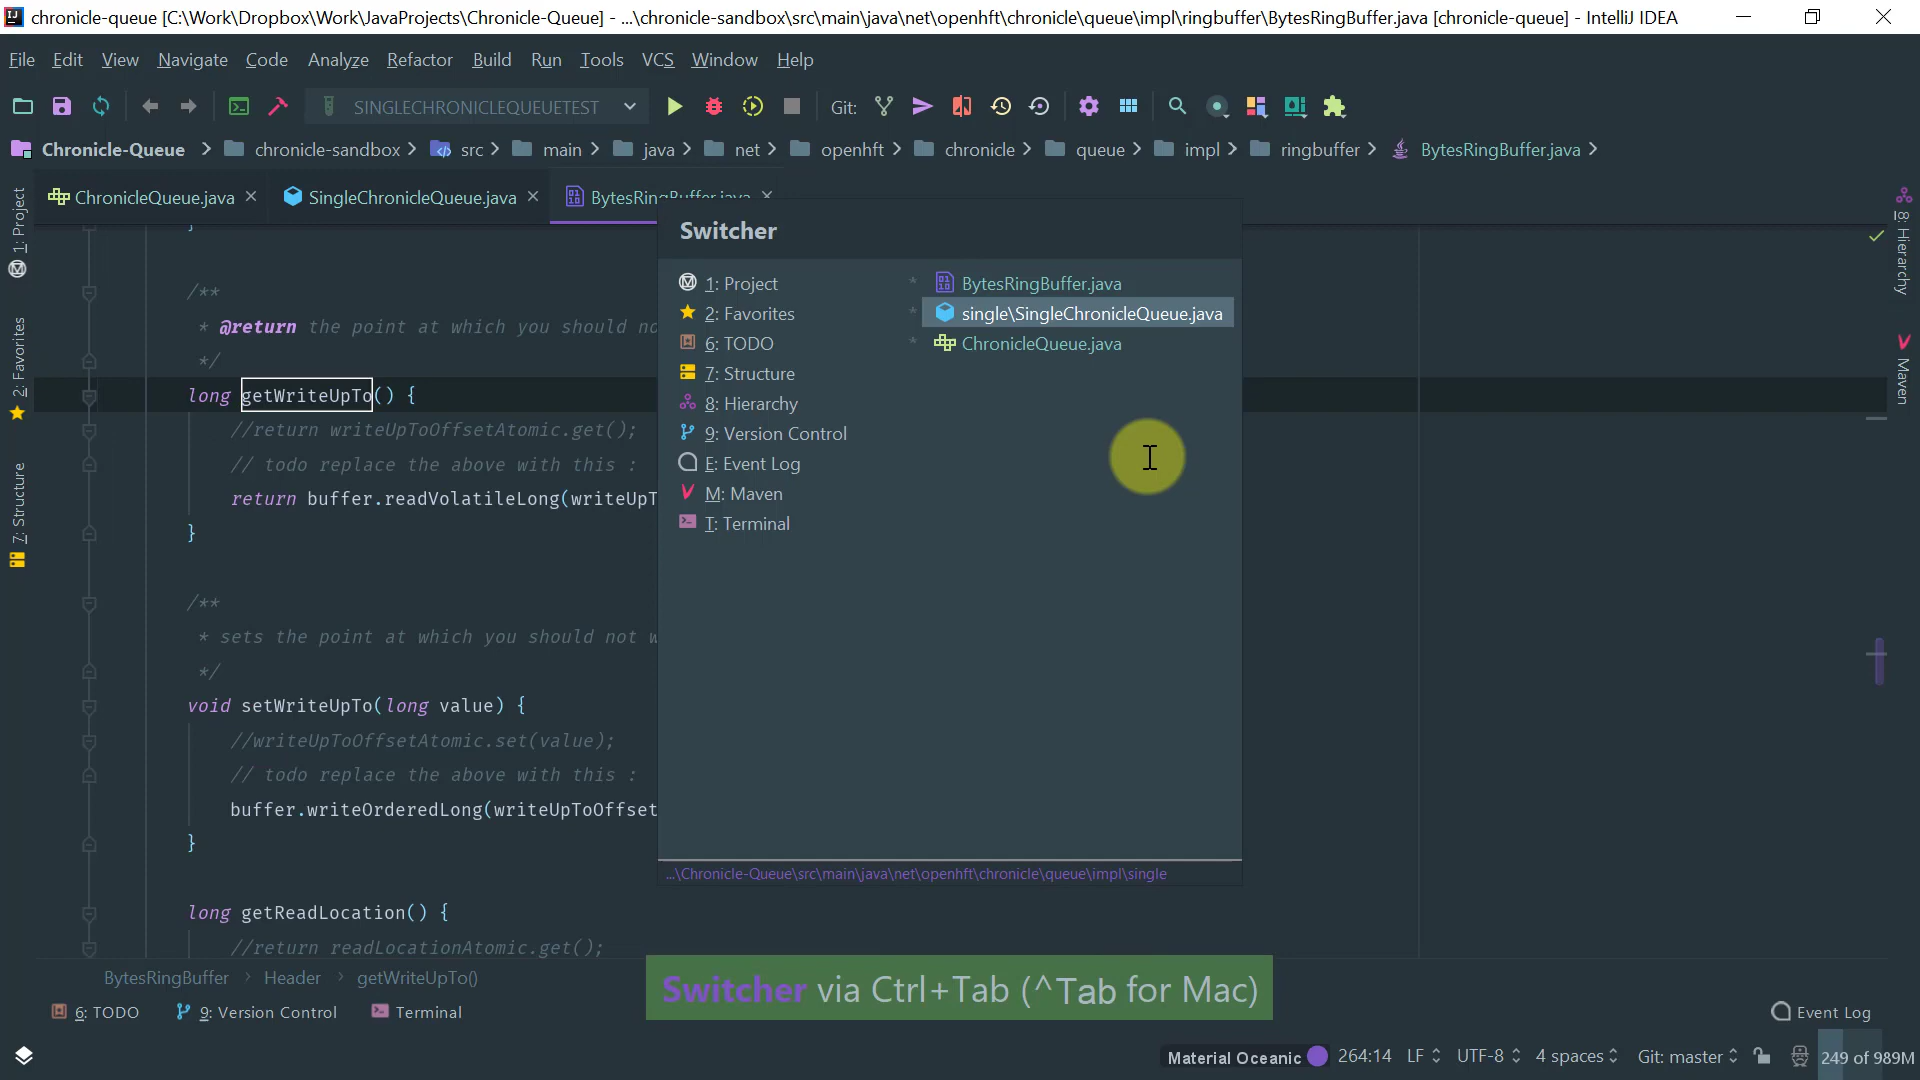 chronicle-queue [C:\Work\Dropbox\Work\JavaProjects\Chronicle-Queue] - ...\chronicle-sandbox\src\main\java\net\openhft\chronicle\queue\impl\ringbuffer\BytesRingBuffer.java [chronicle-queue] - IntelliJ IDEA
File Edit View Navigate Code Analyze Refactor Build Run Tools VCS Window Help
SINGLECHRONICLEQUEUETEST Git:
Chronicle-Queue > chronicle-sandbox > src > main > java > net > openhft > chronicle > queue > impl > ringbuffer > BytesRingBuffer.java >
ChronicleQueue.java SingleChronicleQueue.java BytesRingBuffer.java
1: Project
2: Favorites
7: Structure
8: Hierarchy
Maven
}
/**
* @return the point at which you should no
*/
long getWriteUpTo() {
//return writeUpToOffsetAtomic.get();
// todo replace the above with this :
return buffer.readVolatileLong(writeUpT
}
/**
* sets the point at which you should not w
*/
void setWriteUpTo(long value) {
//writeUpToOffsetAtomic.set(value);
// todo replace the above with this :
buffer.writeOrderedLong(writeUpToOffset
}
long getReadLocation() {
//return readLocationAtomic.get();
Switcher
1: Project
2: Favorites
6: TODO
7: Structure
8: Hierarchy
9: Version Control
E: Event Log
M: Maven
T: Terminal
* BytesRingBuffer.java
* single\SingleChronicleQueue.java
* ChronicleQueue.java
...\Chronicle-Queue\src\main\java\net\openhft\chronicle\queue\impl\single
BytesRingBuffer > Header > getWriteUpTo()
Switcher via Ctrl+Tab (^Tab for Mac)
6: TODO 9: Version Control Terminal Event Log
Material Oceanic 264:14 LF UTF-8 4 spaces Git: master 249 of 989M